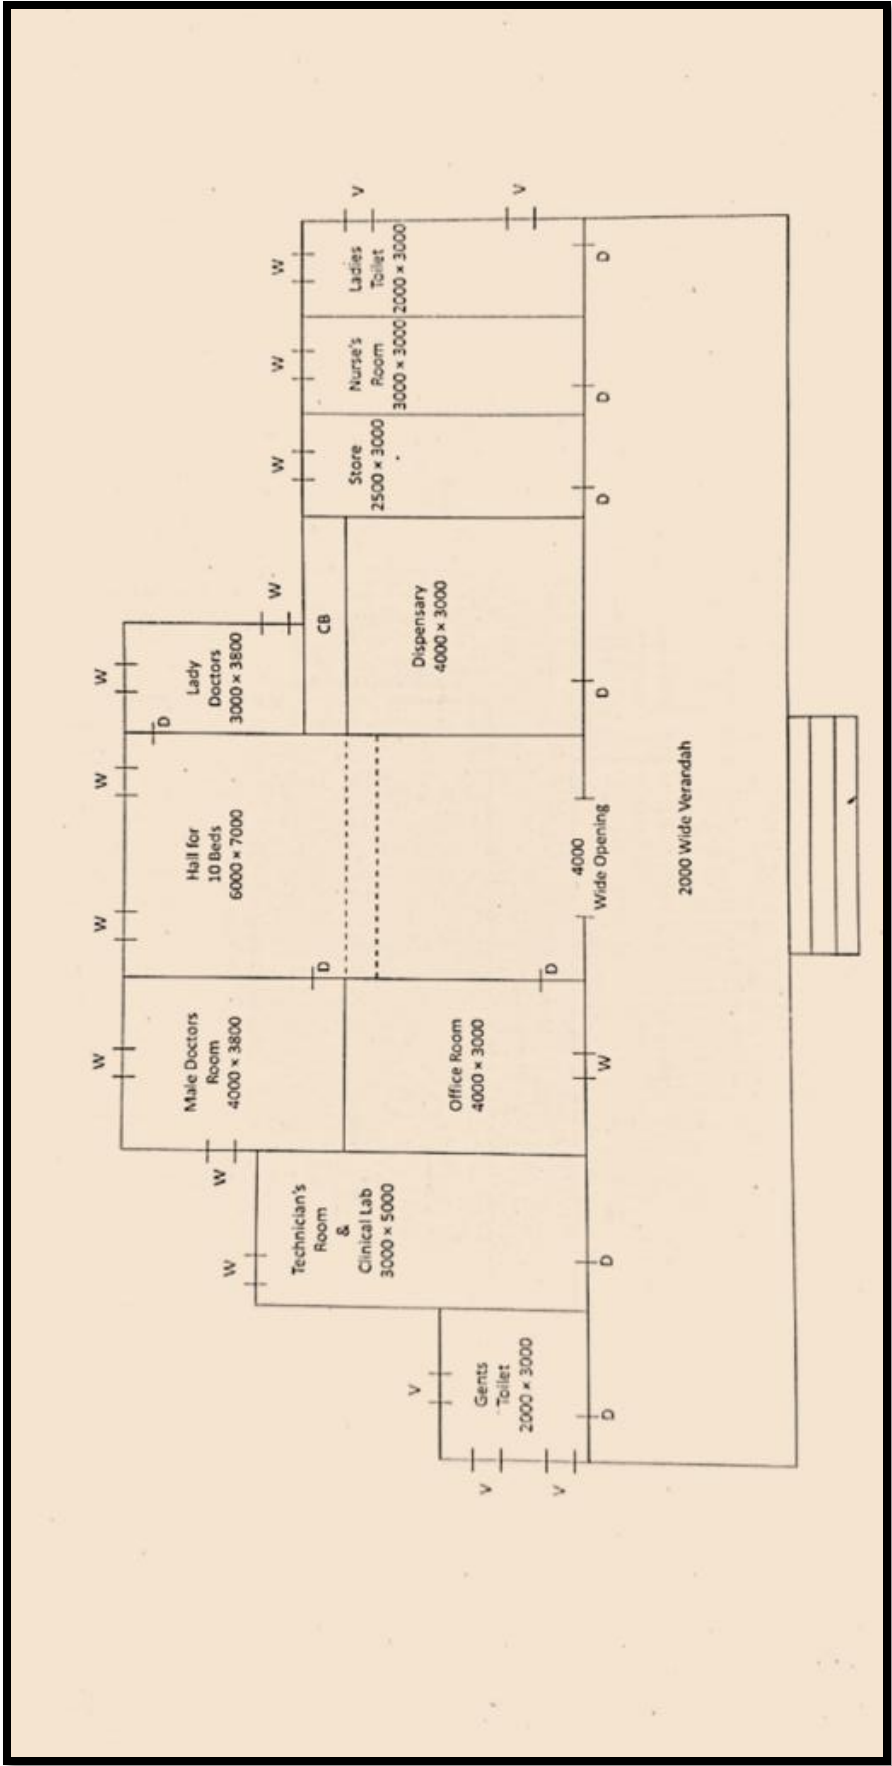 W
W
W
W
Male Doctors
Room
4000 × 3800
Hall for
10 Beds
6000 × 7000
D
Lady
Doctors
3000 × 3800
W
W
W
W
W
W
Technician's
Room
&
Clinical Lab
3000 × 5000
D
CB
Store
2500 × 3000
Nurse's
Room
3000 × 3000
Ladies
Toilet
2000 × 3000
V
V
Gents
Toilet
2000 × 3000
V
V
Office Room
4000 × 3000
D
Dispensary
4000 × 3000
V
D
D
W
4000
Wide Opening
D
D
D
D
2000 Wide Verandah